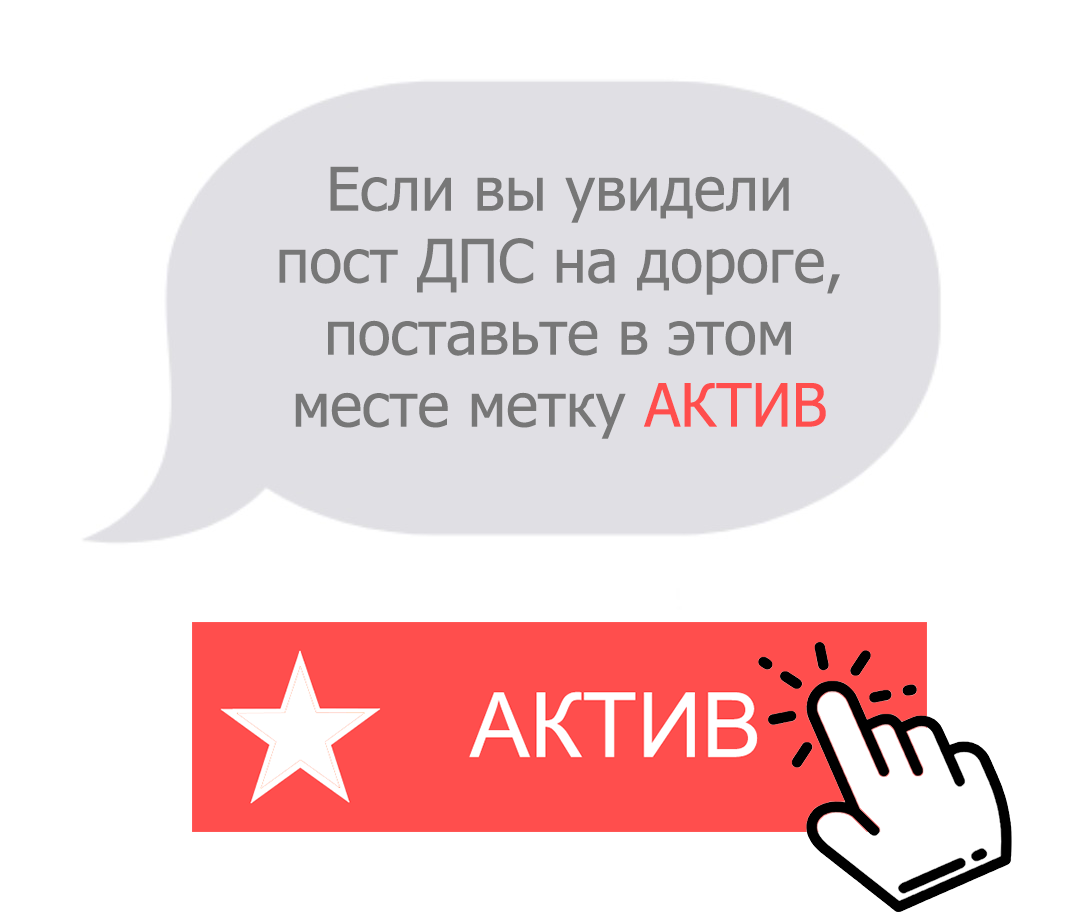 Если вы увидели
пост ДПС на дороге,
поставьте в этом
месте метку АКТИВ
АКТИВ